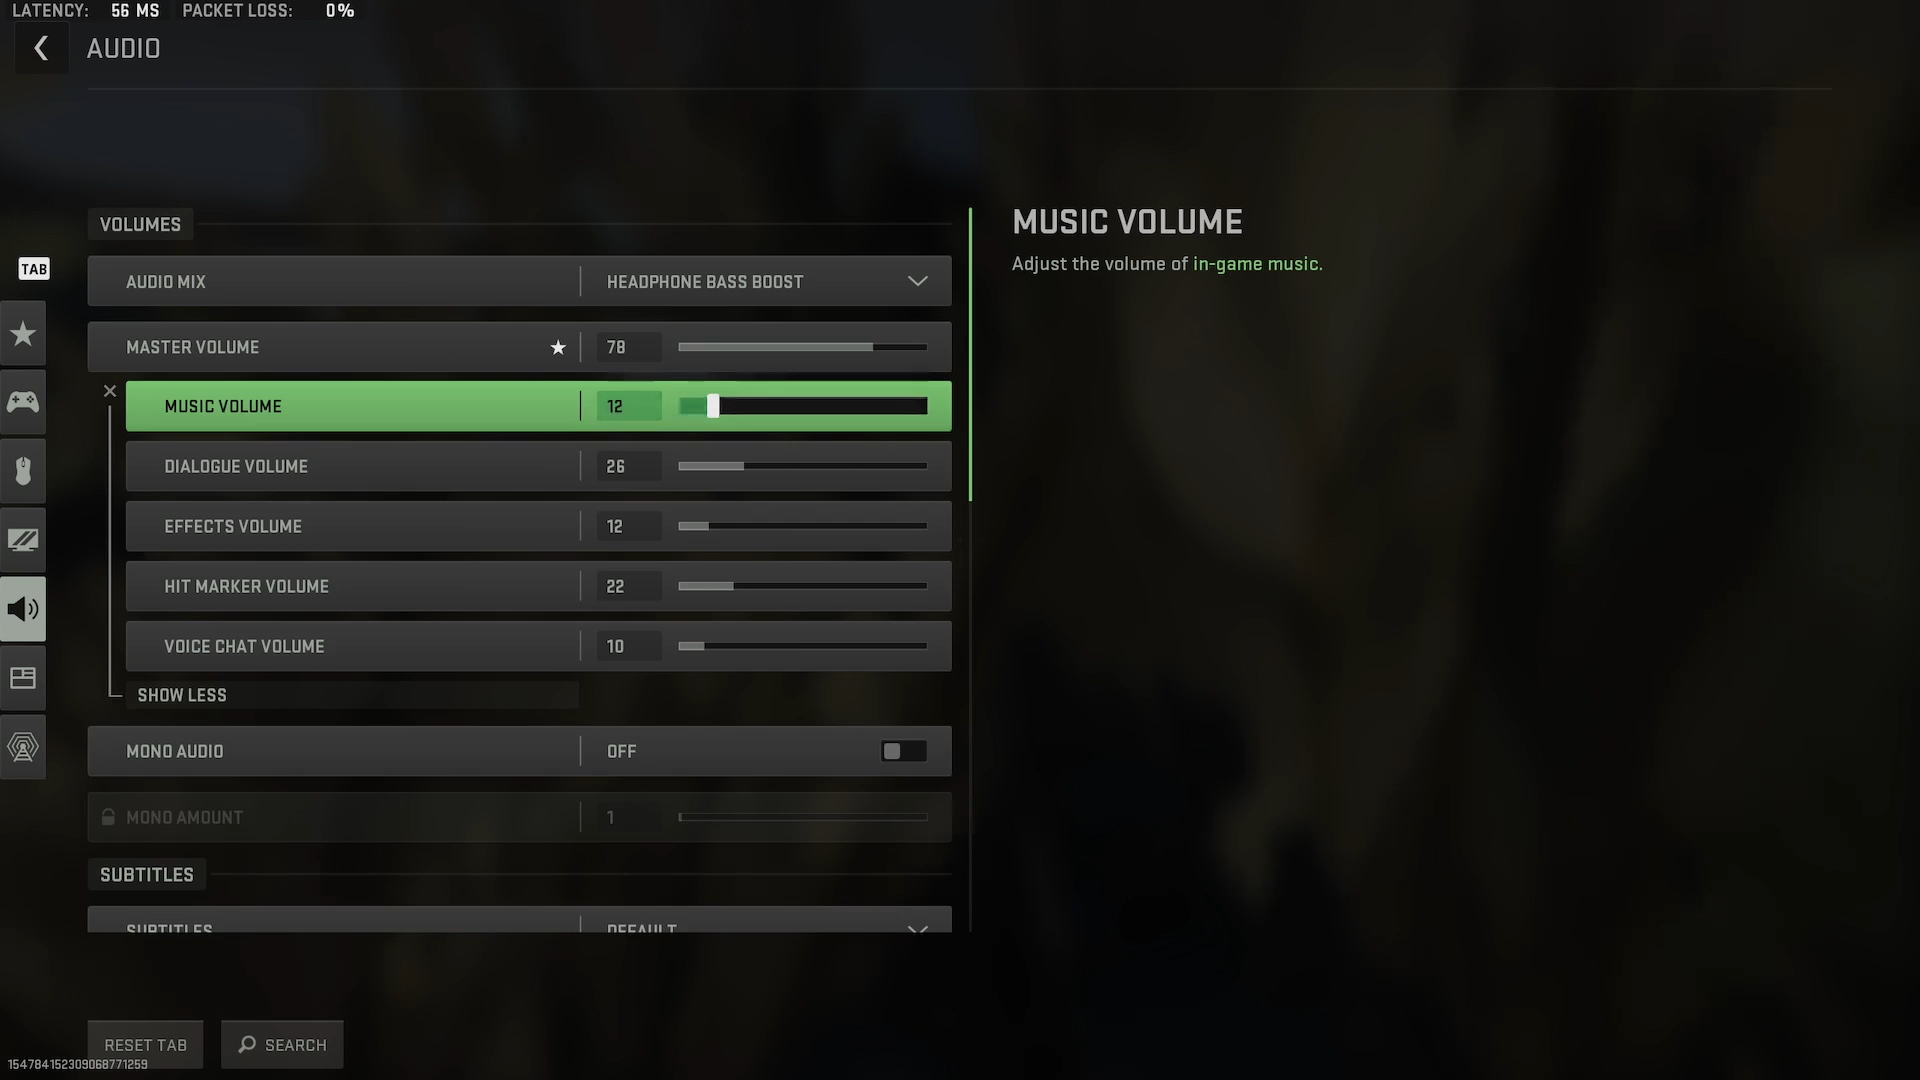 LATENCY: 56 MS PACKET LOSS: 0%
AUDIO
VOLUMES
TAB
AUDIO MIX HEADPHONE BASS BOOST
MASTER VOLUME 78
MUSIC VOLUME 12
DIALOGUE VOLUME 26
EFFECTS VOLUME 12
HIT MARKER VOLUME 22
VOICE CHAT VOLUME 10
SHOW LESS
MONO AUDIO OFF
MONO AMOUNT 1
SUBTITLES
SUBTITLES DEFAULT
MUSIC VOLUME
Adjust the volume of in-game music.
RESET TAB SEARCH
154784152309068771259